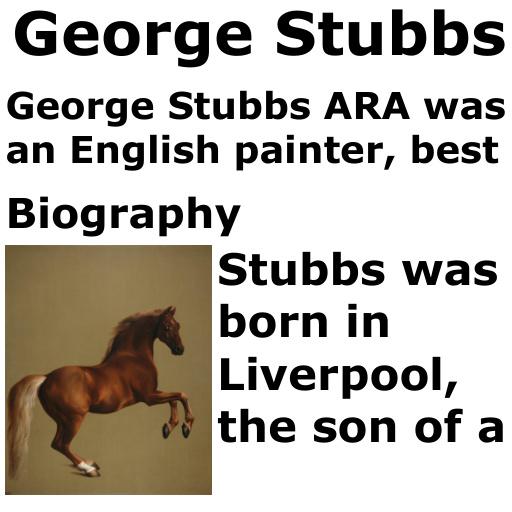 George Stubbs
George Stubbs ARA was
an English painter, best
Biography
Stubbs was
born in
Liverpool,
the son of a